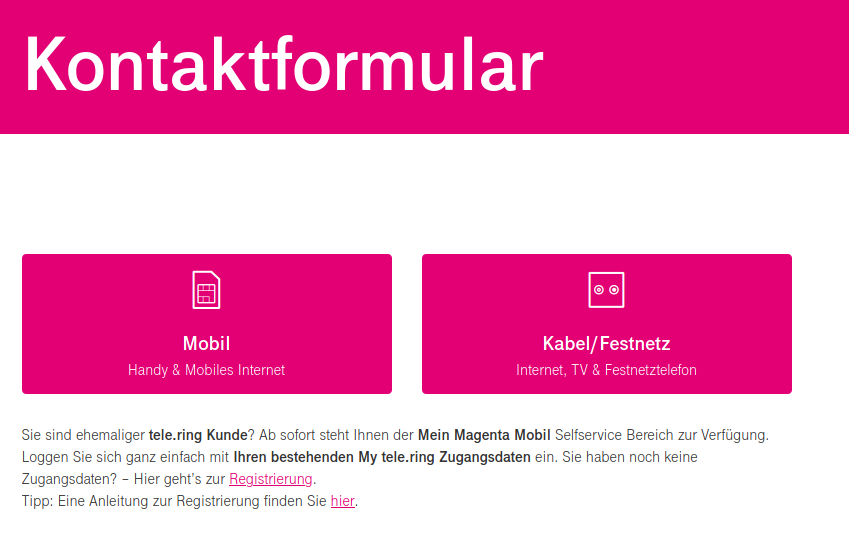 Kontaktformular
Mobil
Handy & Mobiles Internet
Kabel/Festnetz
Internet, TV & Festnetztelefon
Sie sind ehemaliger tele.ring Kunde? Ab sofort steht Ihnen der Mein Magenta Mobil Selfservice Bereich zur Verfügung.
Loggen Sie sich ganz einfach mit Ihren bestehenden My tele.ring Zugangsdaten ein. Sie haben noch keine
Zugangsdaten? – Hier geht's zur Registrierung.
Tipp: Eine Anleitung zur Registrierung finden Sie hier.